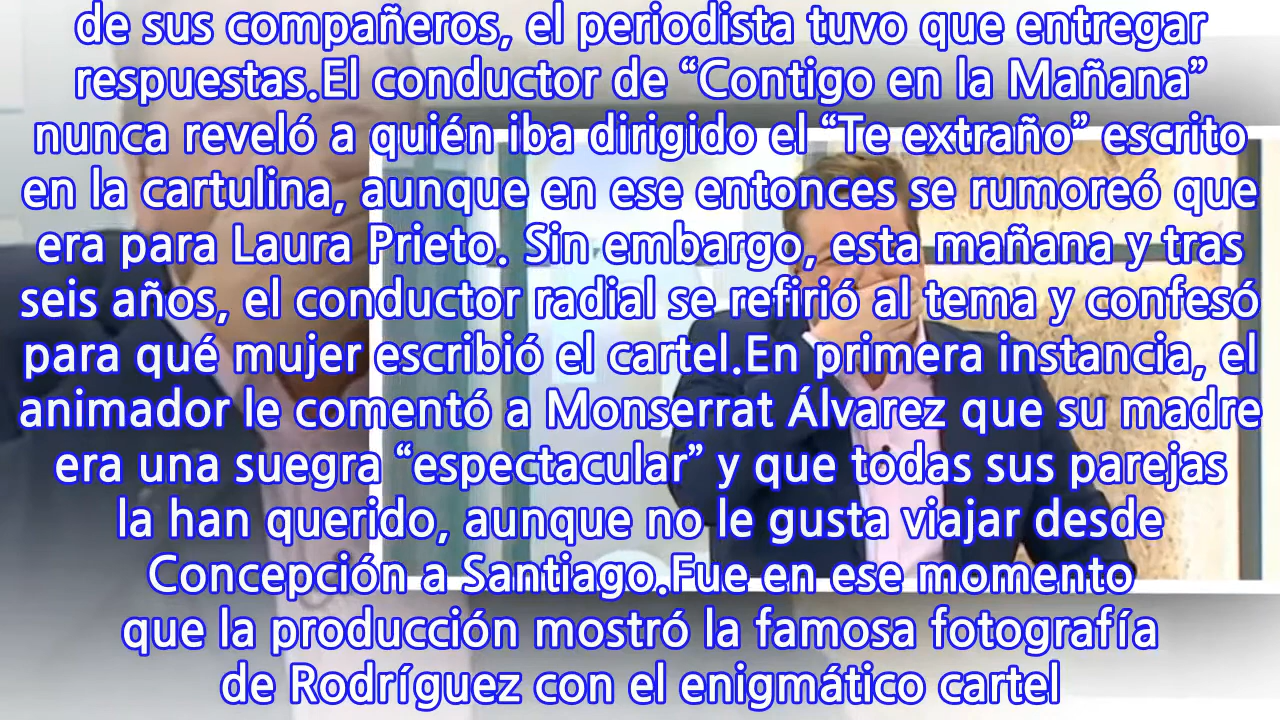 de sus compañeros, el periodista tuvo que entregar
respuestas.El conductor de “Contigo en la Mañana”
nunca reveló a quién iba dirigido el “Te extraño” escrito
en la cartulina, aunque en ese entonces se rumoreó que
era para Laura Prieto. Sin embargo, esta mañana y tras
seis años, el conductor radial se refirió al tema y confesó
para qué mujer escribió el cartel.En primera instancia, el
animador le comentó a Monserrat Álvarez que su madre
era una suegra “espectacular” y que todas sus parejas
la han querido, aunque no le gusta viajar desde
Concepción a Santiago.Fue en ese momento
que la producción mostró la famosa fotografía
de Rodríguez con el enigmático cartel